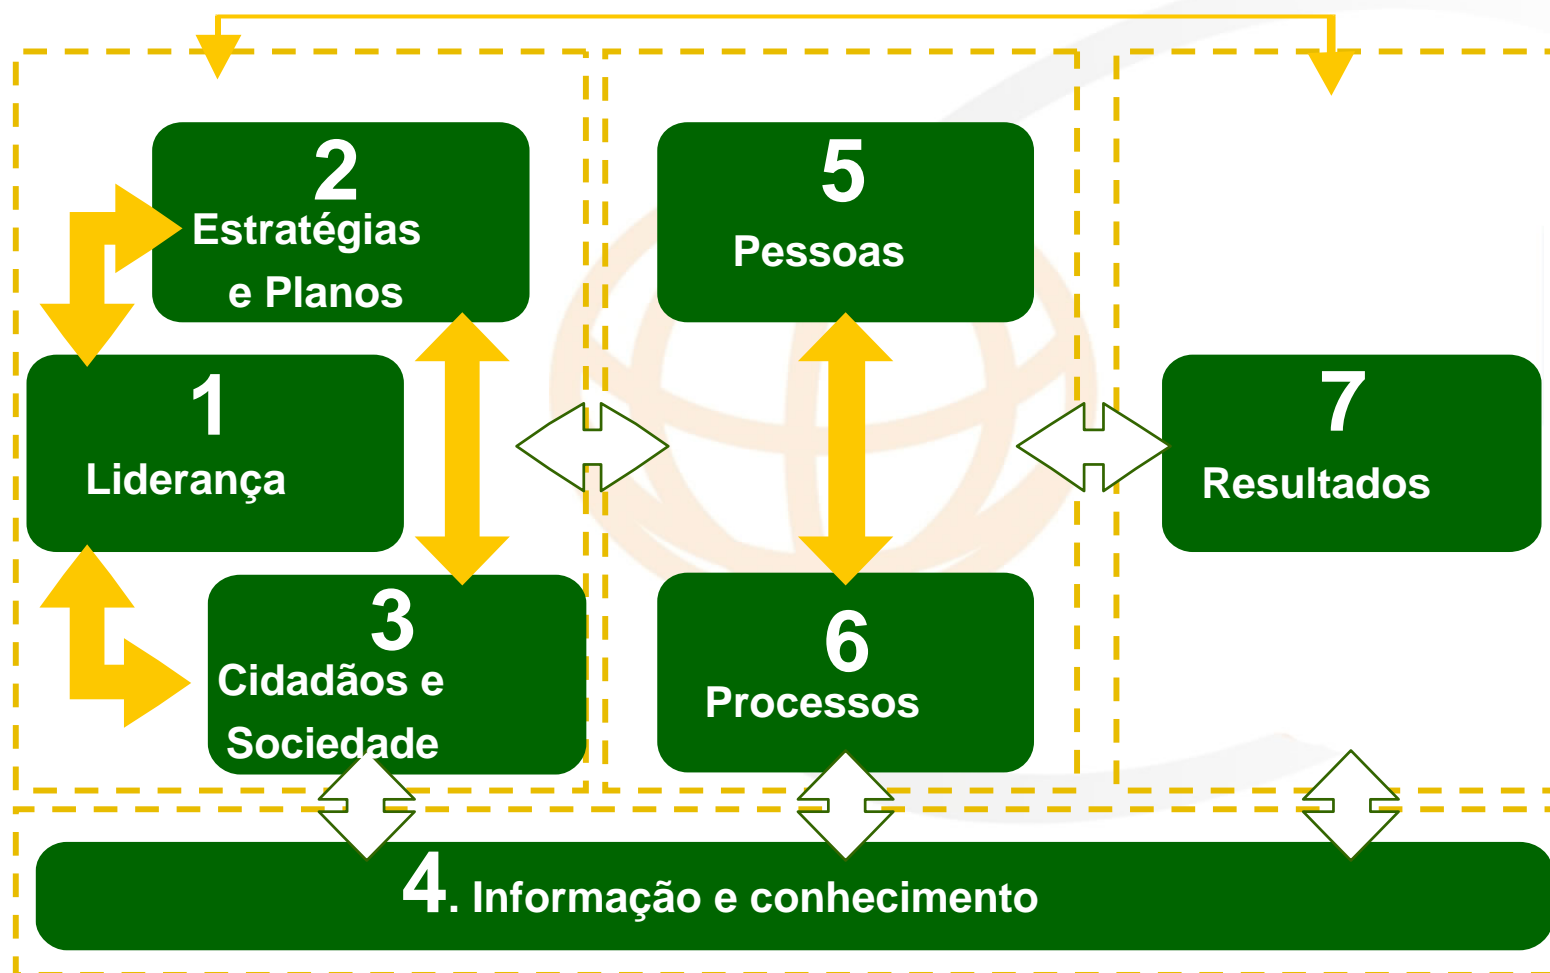 2
Estratégias
e Planos
1
Liderança
3
Cidadãos e
Sociedade
5
Pessoas
6
Processos
7
Resultados
4. Informação e conhecimento